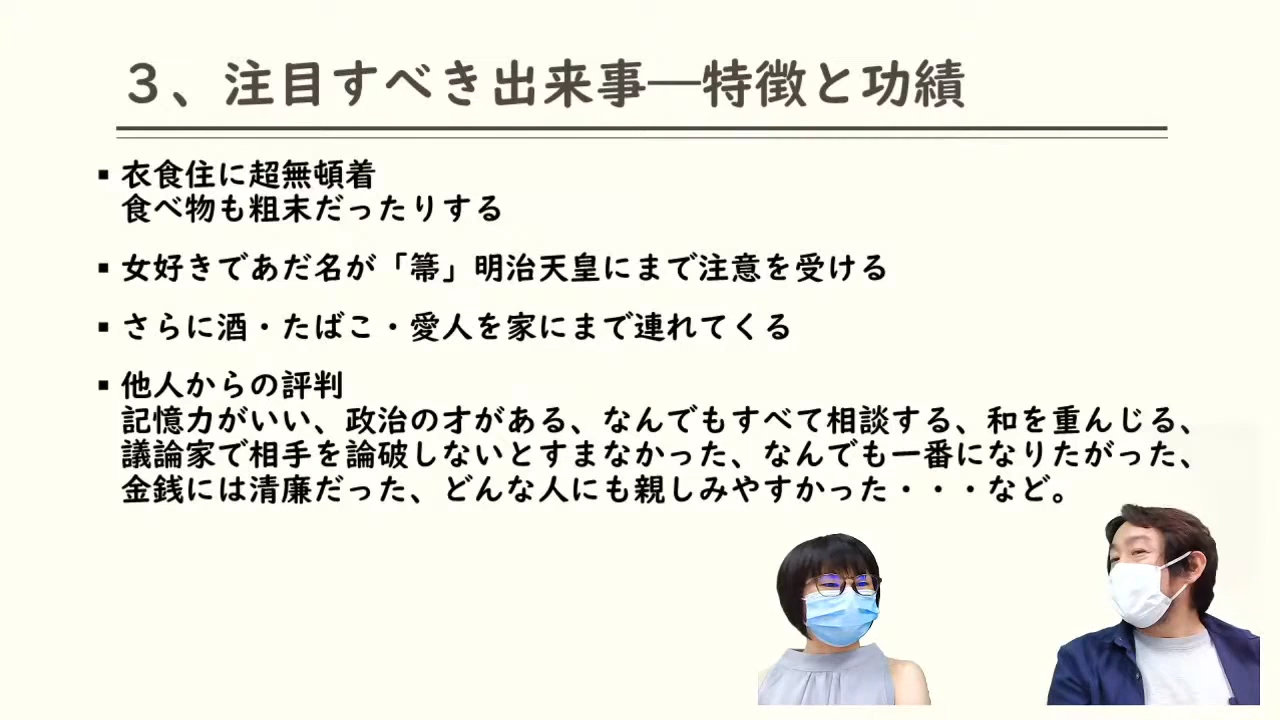 ３、注目すべき出来事―特徴と功績
▪ 衣食住に超無頓着
食べ物も粗末だったりする
▪ 女好きであだ名が「箒」明治天皇にまで注意を受ける
▪ さらに酒・たばこ・愛人を家にまで連れてくる
▪ 他人からの評判
記憶力がいい、政治の才がある、なんでもすべて相談する、和を重んじる、
議論家で相手を論破しないとすまなかった、なんでも一番になりたがった、
金銭には清廉だった、どんな人にも親しみやすかった・・・など。